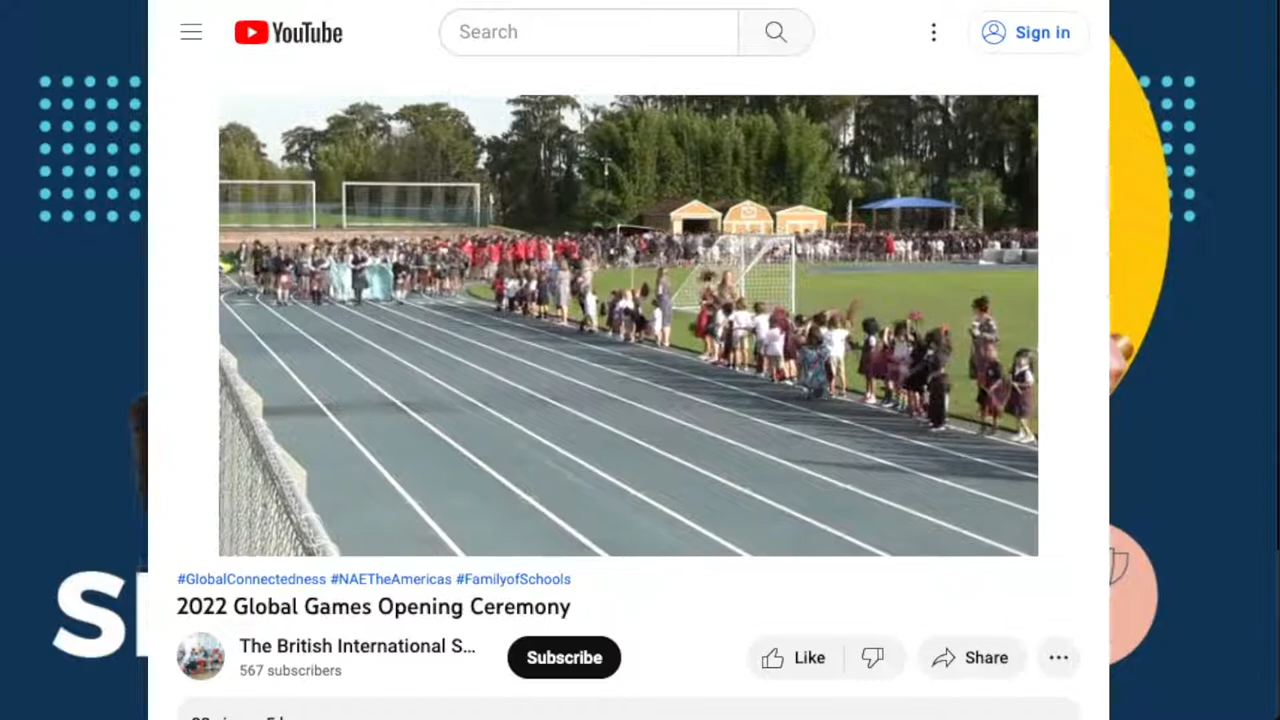 YouTube
Search
Sign in
#GlobalConnectedness #NAETheAmericas #FamilyofSchools
2022 Global Games Opening Ceremony
The British International S...
567 subscribers
Subscribe
Like
Share